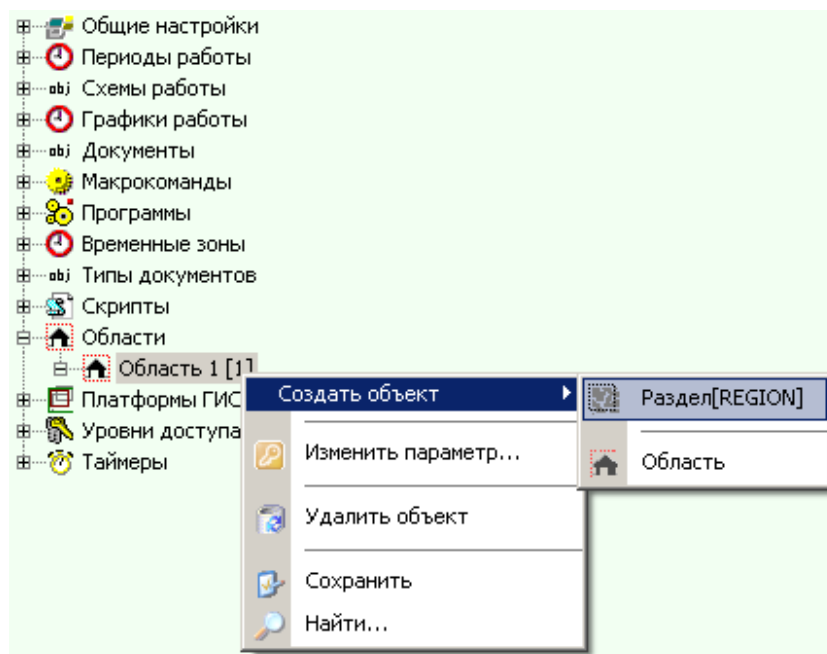 Общие настройки
Периоды работы
obj Схемы работы
Графики работы
obj Документы
Макрокоманды
Программы
Временные зоны
obj Типы документов
Скрипты
Области
Область 1 [1]
Создать объект
Раздел[REGION]
Платформы ГИС
Уровни доступа
Изменить параметр...
Область
Таймеры
Удалить объект
Сохранить
Найти...